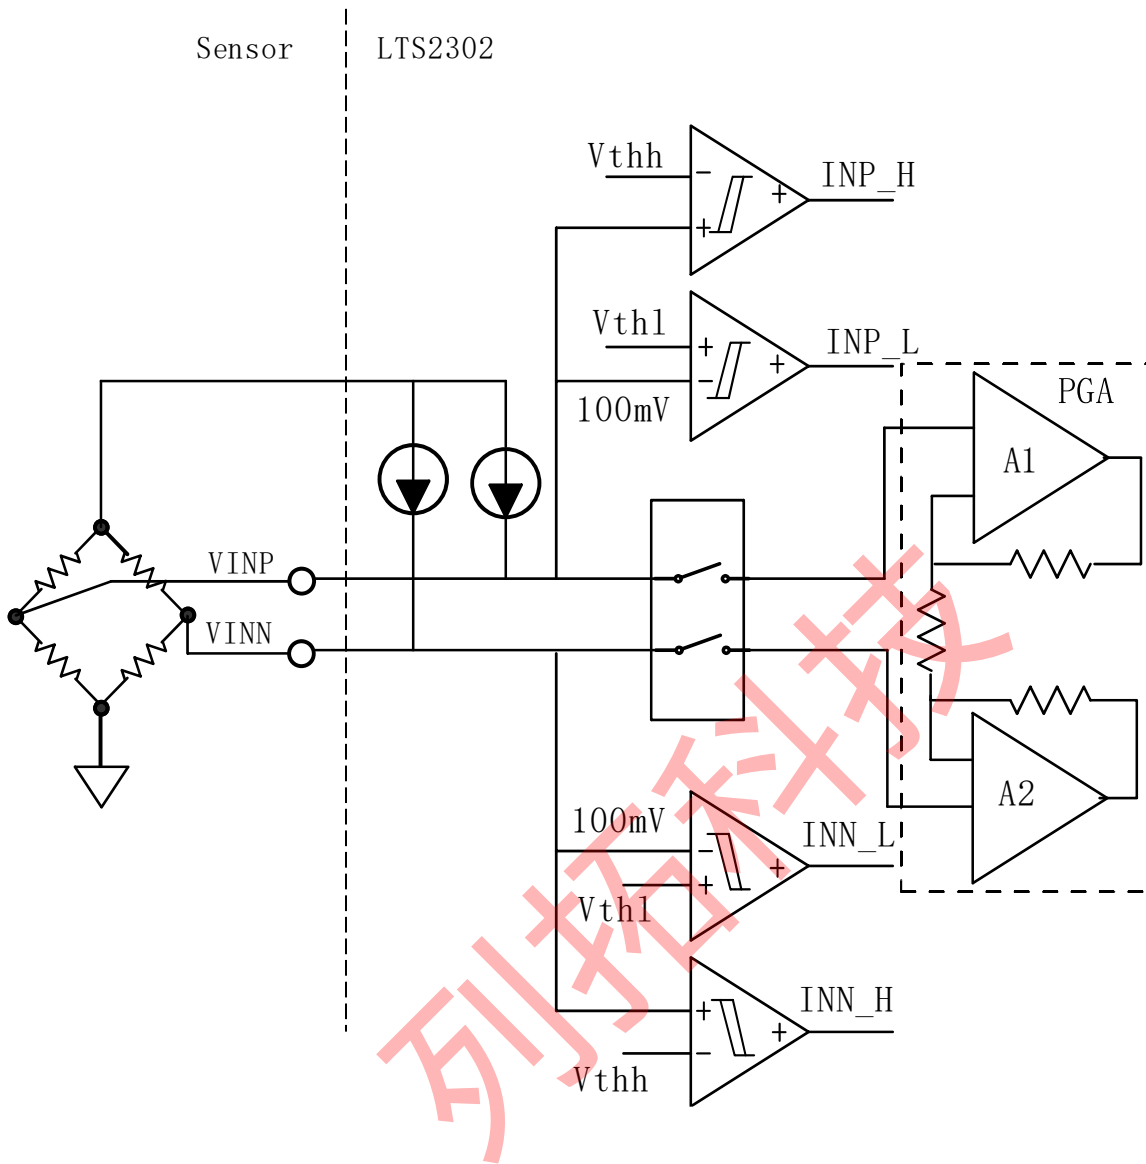 Sensor
LTS2302
Vthh
INP_H
Vthl
INP_L
100mV
PGA
A1
VINP
VINN
A2
100mV
INN_L
Vthl
INN_H
Vthh
列拓科技